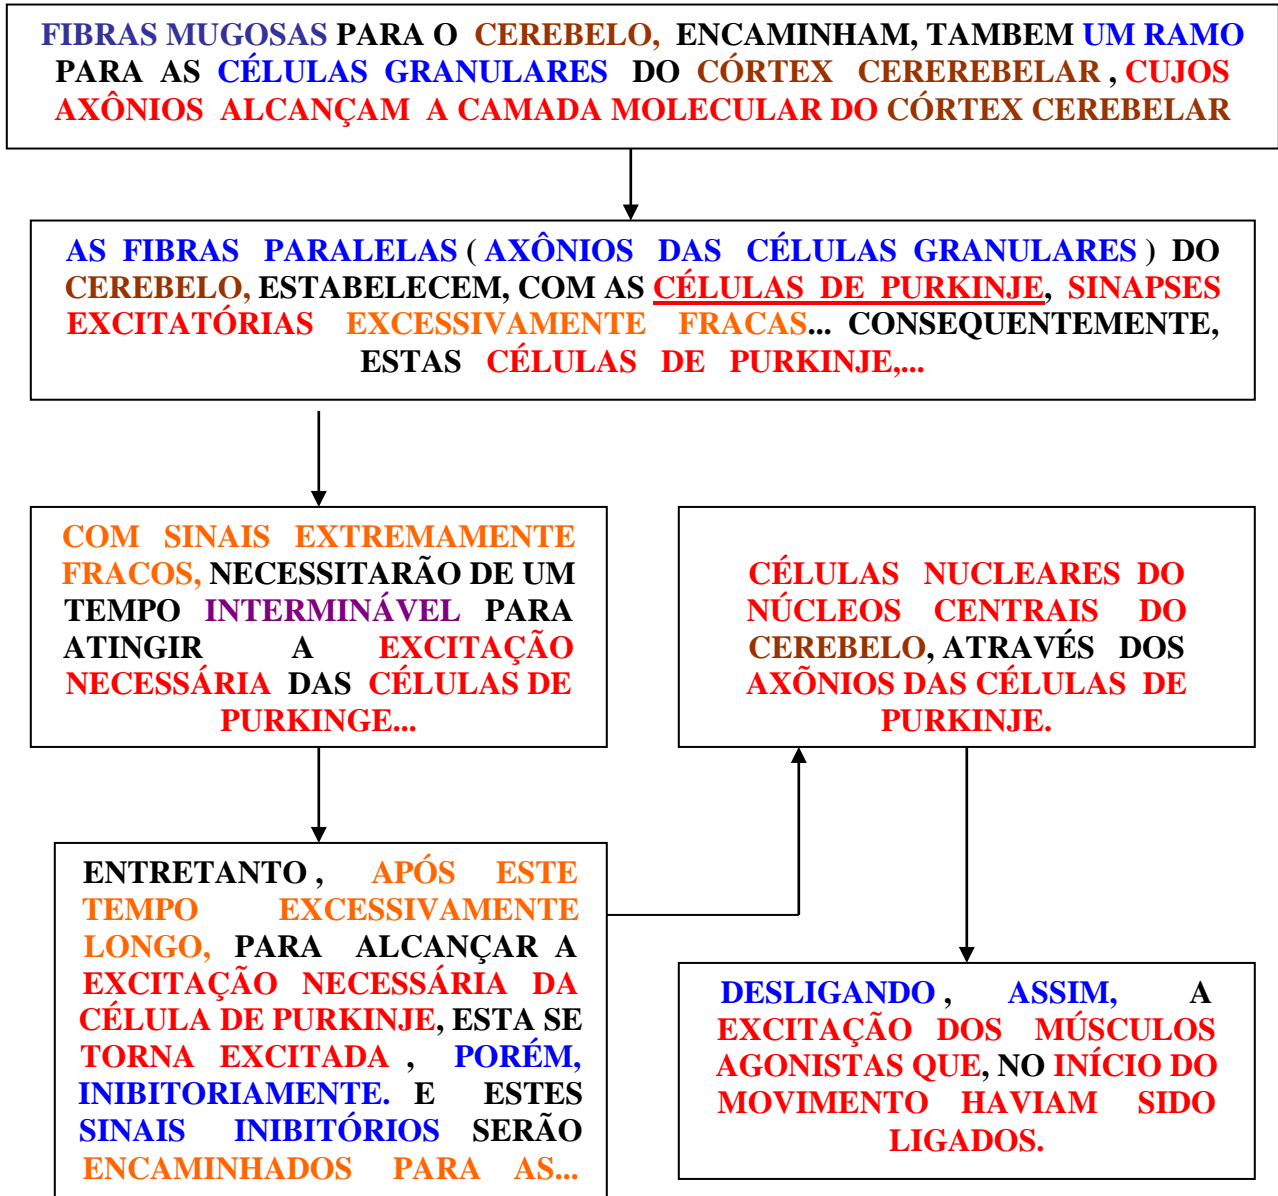 FIBRAS MUGOSAS PARA O CEREBELO, ENCAMINHAM, TAMBEM UM RAMO
PARA AS CÉLULAS GRANULARES DO CÓRTEX CEREREBELAR , CUJOS
AXÔNIOS ALCANÇAM A CAMADA MOLECULAR DO CÓRTEX CEREBELAR
AS FIBRAS PARALELAS ( AXÔNIOS DAS CÉLULAS GRANULARES ) DO
CEREBELO, ESTABELECEM, COM AS CÉLULAS DE PURKINJE, SINAPSES
EXCITATÓRIAS EXCESSIVAMENTE FRACAS... CONSEQUENTEMENTE,
ESTAS CÉLULAS DE PURKINJE,...
COM SINAIS EXTREMAMENTE
FRACOS, NECESSITARÃO DE UM
TEMPO INTERMINÁVEL PARA
ATINGIR A EXCITAÇÃO
NECESSÁRIA DAS CÉLULAS DE
PURKINGE...
ENTRETANTO , APÓS ESTE
TEMPO EXCESSIVAMENTE
LONGO, PARA ALCANÇAR A
EXCITAÇÃO NECESSÁRIA DA
CÉLULA DE PURKINJE, ESTA SE
TORNA EXCITADA , PORÉM,
INIBITORIAMENTE. E ESTES
SINAIS INIBITÓRIOS SERÃO
ENCAMINHADOS PARA AS...
CÉLULAS NUCLEARES DO
NÚCLEOS CENTRAIS DO
CEREBELO, ATRAVÉS DOS
AXÕNIOS DAS CÉLULAS DE
PURKINJE.
DESLIGANDO , ASSIM, A
EXCITAÇÃO DOS MÚSCULOS
AGONISTAS QUE, NO INÍCIO DO
MOVIMENTO HAVIAM SIDO
LIGADOS.